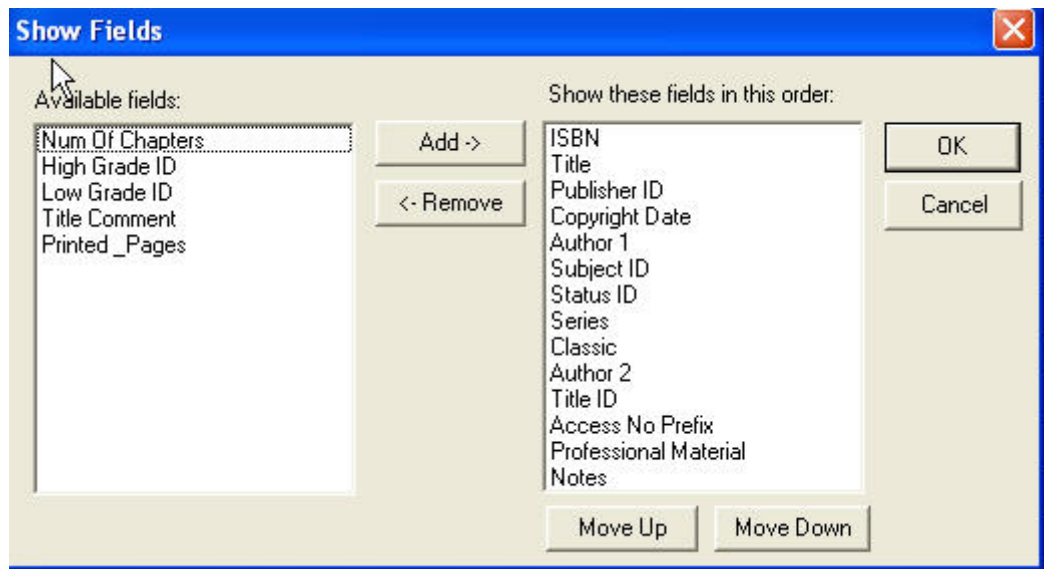 Show Fields
Available fields:
Num Of Chapters
High Grade ID
Low Grade ID
Title Comment
Printed _Pages
Add ->
<- Remove
Show these fields in this order:
ISBN
Title
Publisher ID
Copyright Date
Author 1
Subject ID
Status ID
Series
Classic
Author 2
Title ID
Access No Prefix
Professional Material
Notes
Move Up
Move Down
OK
Cancel